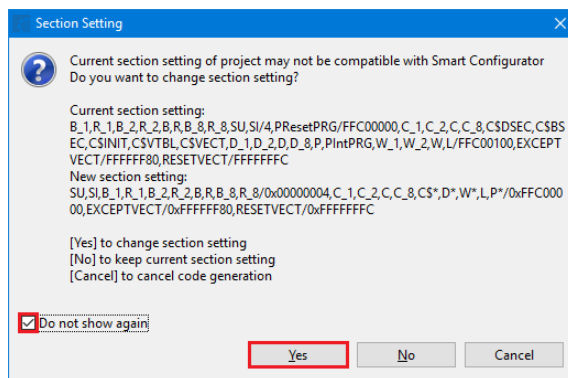 Section Setting
Current section setting of project may not be compatible with Smart Configurator
Do you want to change section setting?
Current section setting:
B_1,R_1,B_2,R_2,B,R,B_8,R_8,SU,SI/4,PResetPRG/FFC00000,C_1,C_2,C,C_8,C$DSEC,C$BS
EC,C$INIT,C$VTBL,C$VECT,D_1,D_2,D,D_8,P,PIntPRG,W_1,W_2,W,L/FFC00100,EXCEPT
VECT/FFFFFF80,RESETVECT/FFFFFFFC
New section setting:
SU,SI,B_1,R_1,B_2,R_2,B,R,B_8,R_8/0x00000004,C_1,C_2,C,C_8,C$*,D*,W*,L,P*/0xFFC000
00,EXCEPTVECT/0xFFFFFF80,RESETVECT/0xFFFFFFFC
[Yes] to change section setting
[No] to keep current section setting
[Cancel] to cancel code generation
Do not show again
Yes No Cancel